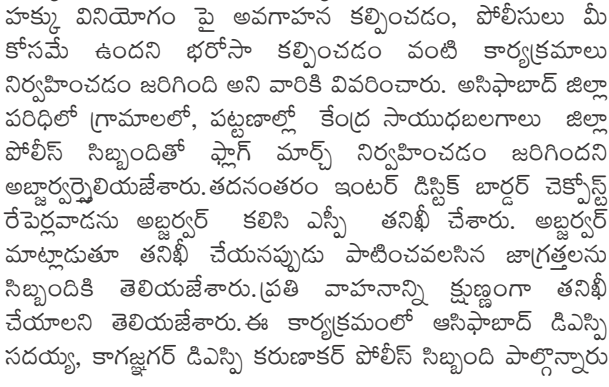 హక్కు వినియోగం పై అవగాహన కల్పించడం, పోలీసులు మీ
కోసమే ఉందని భరోసా కల్పించడం వంటి కార్యక్రమాలు
నిర్వహించడం జరిగింది అని వారికి వివరించారు. అసిఫాబాద్ జిల్లా
పరిధిలో గ్రామాలలో, పట్టణాల్లో కేంద్ర సాయుధబలగాలు జిల్లా
పోలీస్ సిబ్బందితో ఫ్లాగ్ మార్చ్ నిర్వహించడం జరిగిందని
అబ్జార్వర్స్తెలియజేశారు.తదనంతరం ఇంటర్ డిస్టిక్ బార్డర్ చెక్పోస్ట్
రేపెర్లవాడను అబ్జర్వర్ కలిసి ఎస్పీ తనిఖీ చేశారు. అబ్జర్వర్
మాట్లాడుతూ తనిఖీ చేయనప్పుడు పాటించవలసిన జాగ్రత్తలను
సిబ్బందికి తెలియజేశారు.ప్రతి వాహనాన్ని క్షుణ్ణంగా తనిఖీ
చేయాలని తెలియజేశారు.ఈ కార్యక్రమంలో ఆసిఫాబాద్ డిఎస్పి
సదయ్య, కాగజ్నగర్ డిఎస్పి కరుణాకర్ పోలీస్ సిబ్బంది పాల్గొన్నారు